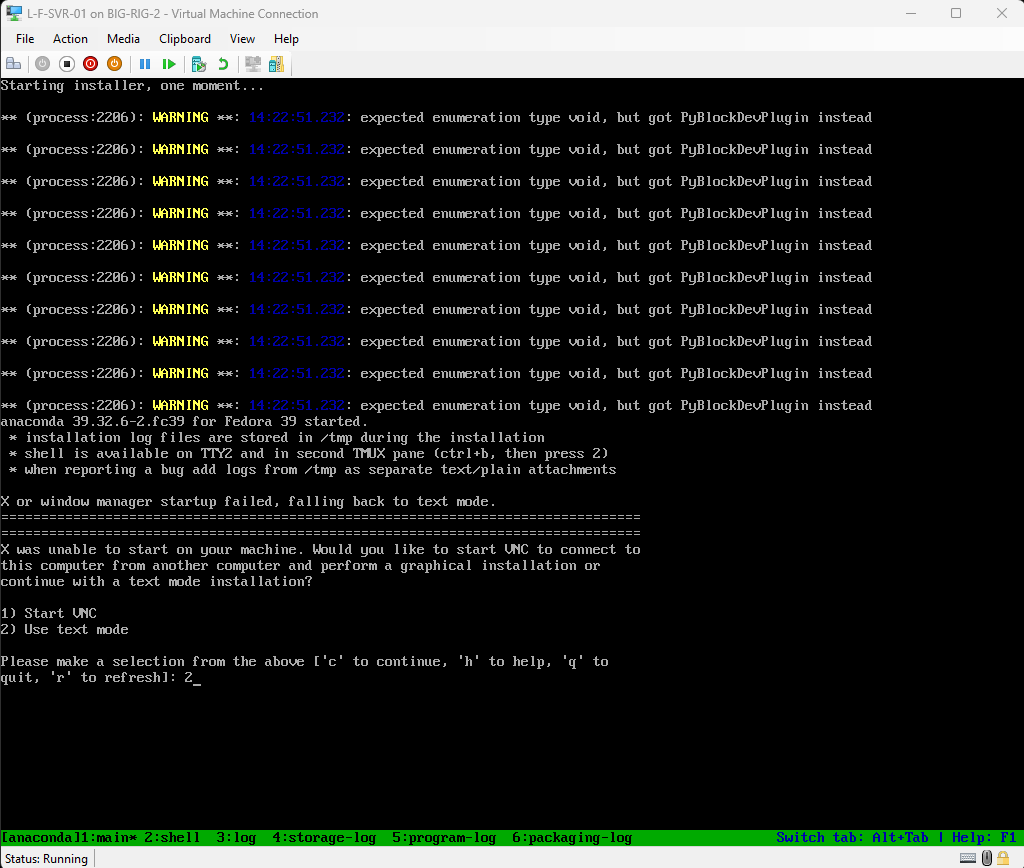 L-F-SVR-01 on BIG-RIG-2 - Virtual Machine Connection
File Action Media Clipboard View Help
Starting installer, one moment...
** (process:2206): WARNING **: 14:22:51.232: expected enumeration type void, but got PyBlockDevPlugin instead
** (process:2206): WARNING **: 14:22:51.232: expected enumeration type void, but got PyBlockDevPlugin instead
** (process:2206): WARNING **: 14:22:51.232: expected enumeration type void, but got PyBlockDevPlugin instead
** (process:2206): WARNING **: 14:22:51.232: expected enumeration type void, but got PyBlockDevPlugin instead
** (process:2206): WARNING **: 14:22:51.232: expected enumeration type void, but got PyBlockDevPlugin instead
** (process:2206): WARNING **: 14:22:51.232: expected enumeration type void, but got PyBlockDevPlugin instead
** (process:2206): WARNING **: 14:22:51.232: expected enumeration type void, but got PyBlockDevPlugin instead
** (process:2206): WARNING **: 14:22:51.232: expected enumeration type void, but got PyBlockDevPlugin instead
** (process:2206): WARNING **: 14:22:51.232: expected enumeration type void, but got PyBlockDevPlugin instead
** (process:2206): WARNING **: 14:22:51.232: expected enumeration type void, but got PyBlockDevPlugin instead
anaconda 39.32.6-2.fc39 for Fedora 39 started.
* installation log files are stored in /tmp during the installation
* shell is available on TTY2 and in second TMUX pane (ctrl+b, then press 2)
* when reporting a bug add logs from /tmp as separate text/plain attachments
X or window manager startup failed, falling back to text mode.
================================================================================
================================================================================
X was unable to start on your machine. Would you like to start VNC to connect to
this computer from another computer and perform a graphical installation or
continue with a text mode installation?
1) Start VNC
2) Use text mode
Please make a selection from the above ['c' to continue, 'h' to help, 'q' to
quit, 'r' to refresh]: 2_
[anaconda]1:main* 2:shell 3:log 4:storage-log 5:program-log 6:packaging-log Switch tab: Alt+Tab | Help: F1
Status: Running